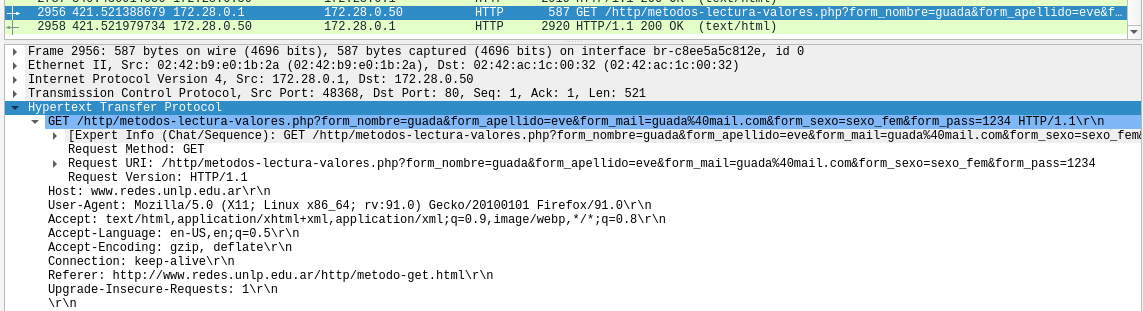 2956 421.521388679 172.28.0.1 172.28.0.50 HTTP 587 GET /http/metodos-lectura-valores.php?form_nombre=guada&form_apellido=eve&f…
2958 421.521979734 172.28.0.50 172.28.0.1 HTTP 2920 HTTP/1.1 200 OK (text/html)
Frame 2956: 587 bytes on wire (4696 bits), 587 bytes captured (4696 bits) on interface br-c8ee5a5c812e, id 0
Ethernet II, Src: 02:42:b9:e0:1b:2a (02:42:b9:e0:1b:2a), Dst: 02:42:ac:1c:00:32 (02:42:ac:1c:00:32)
Internet Protocol Version 4, Src: 172.28.0.1, Dst: 172.28.0.50
Transmission Control Protocol, Src Port: 48368, Dst Port: 80, Seq: 1, Ack: 1, Len: 521
Hypertext Transfer Protocol
GET /http/metodos-lectura-valores.php?form_nombre=guada&form_apellido=eve&form_mail=guada%40mail.com&form_sexo=sexo_fem&form_pass=1234 HTTP/1.1\r\n
[Expert Info (Chat/Sequence): GET /http/metodos-lectura-valores.php?form_nombre=guada&form_apellido=eve&form_mail=guada%40mail.com&form_sexo=sexo_fem&
Request Method: GET
Request URI: /http/metodos-lectura-valores.php?form_nombre=guada&form_apellido=eve&form_mail=guada%40mail.com&form_sexo=sexo_fem&form_pass=1234
Request Version: HTTP/1.1
Host: www.redes.unlp.edu.ar\r\n
User-Agent: Mozilla/5.0 (X11; Linux x86_64; rv:91.0) Gecko/20100101 Firefox/91.0\r\n
Accept: text/html,application/xhtml+xml,application/xml;q=0.9,image/webp,*/*;q=0.8\r\n
Accept-Language: en-US,en;q=0.5\r\n
Accept-Encoding: gzip, deflate\r\n
Connection: keep-alive\r\n
Referer: http://www.redes.unlp.edu.ar/http/metodo-get.html\r\n
Upgrade-Insecure-Requests: 1\r\n
\r\n